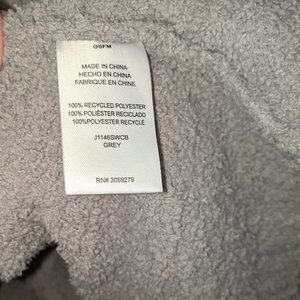 OSFM
MADE IN CHINA
HECHO EN CHINA
FABRIQUE EN CHINE
100% RECYCLED POLYESTER
100% POLIÉSTER RECICLADO
100%POLYESTER RECYCLÉ
J1146SWCB
GREY
RN# 3059279